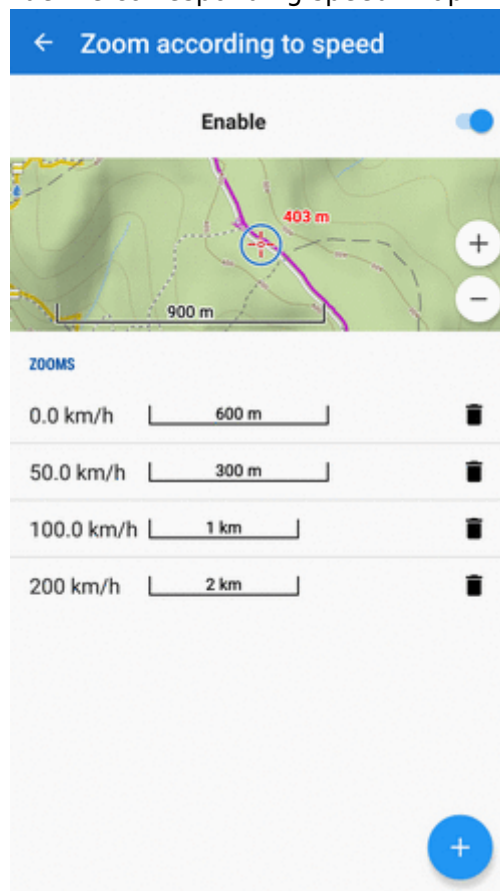 Zoom according to speed
Enable
403 m
+
900 m
−
ZOOMS
0.0 km/h 600 m
50.0 km/h 300 m
100.0 km/h 1 km
200 km/h 2 km
+